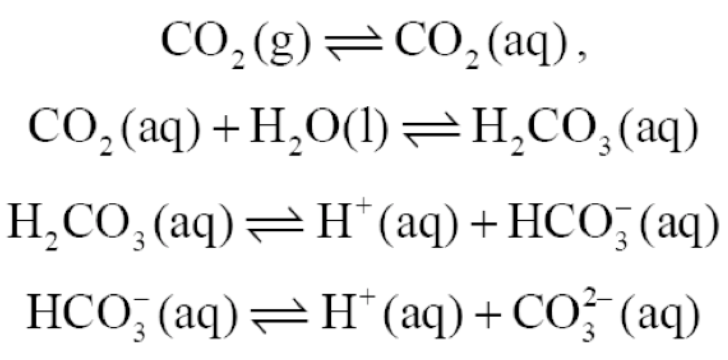 CO₂(g)⇌CO₂(aq),
CO₂(aq)+H₂O(l)⇌H₂CO₃(aq)
H₂CO₃(aq)⇌H⁺(aq)+HCO₃⁻(aq)
HCO₃⁻(aq)⇌H⁺(aq)+CO₃²⁻(aq)